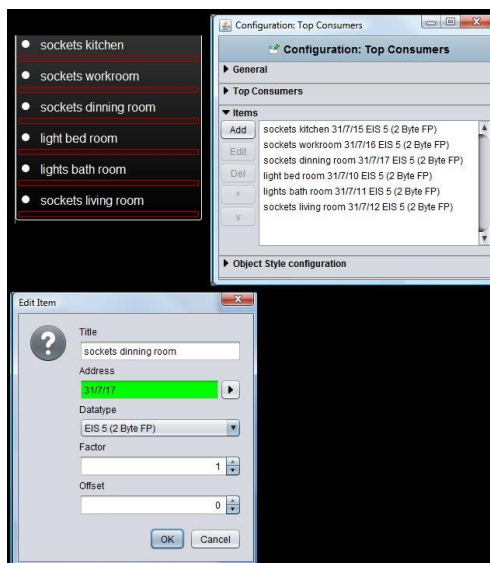 sockets kitchen
sockets workroom
sockets dinning room
light bed room
lights bath room
sockets living room
Configuration: Top Consumers
Configuration: Top Consumers
General
Top Consumers
Items
Add
Edit
Del
^
v
sockets kitchen 31/7/15 EIS 5 (2 Byte FP)
sockets workroom 31/7/16 EIS 5 (2 Byte FP)
sockets dinning room 31/7/17 EIS 5 (2 Byte FP)
light bed room 31/7/10 EIS 5 (2 Byte FP)
lights bath room 31/7/11 EIS 5 (2 Byte FP)
sockets living room 31/7/12 EIS 5 (2 Byte FP)
Object Style configuration
Edit Item
?
Title
sockets dinning room
Address
31/7/17
Datatype
EIS 5 (2 Byte FP)
Factor
1
Offset
0
OK Cancel